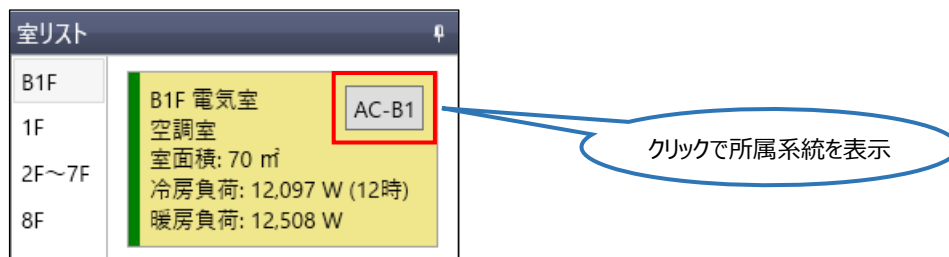 室リスト
B1F
1F
2F～7F
8F
B1F 電気室
AC-B1
空調室
室面積: 70 ㎡
冷房負荷: 12,097 W (12時)
暖房負荷: 12,508 W
クリックで所属系統を表示